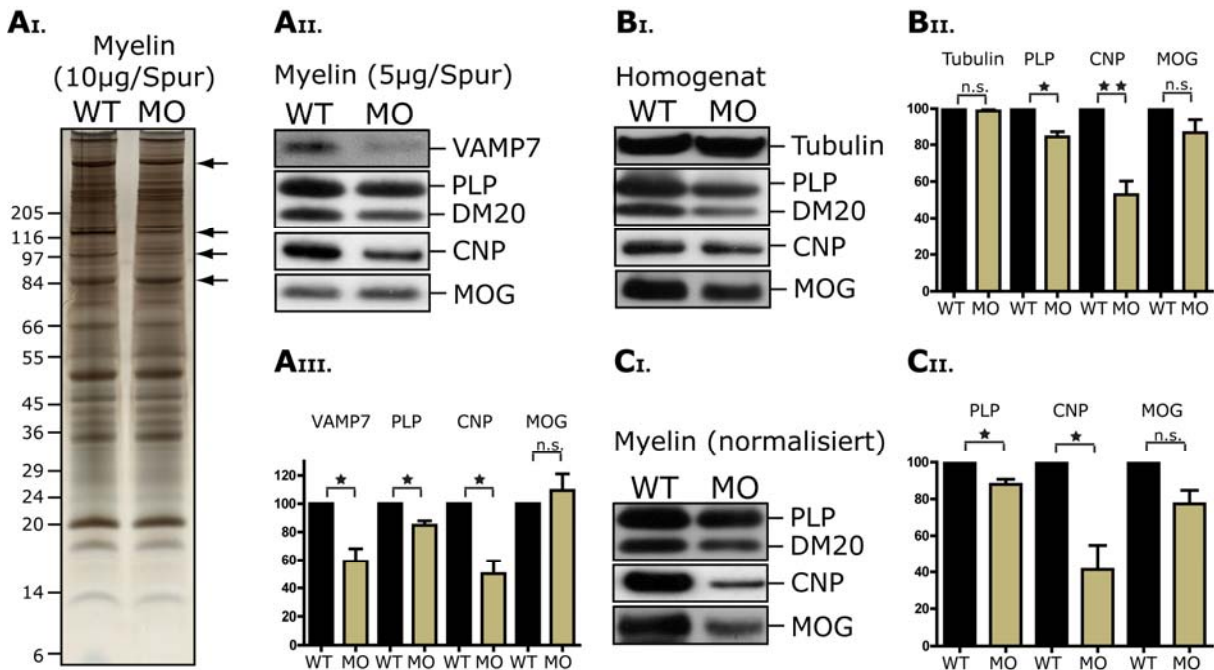 AI.
Myelin
(10µg/Spur)
WT MO
205
116
97
84
66
55
45
36
29
24
20
14
6
AII.
Myelin (5µg/Spur)
WT MO
VAMP7
PLP
DM20
CNP
MOG
AIII.
VAMP7 PLP CNP MOG
n.s.
120
100
80
60
40
20
0
WT MO WT MO WT MO WT MO
BI.
Homogenat
WT MO
Tubulin
PLP
DM20
CNP
MOG
BII.
Tubulin PLP CNP MOG
n.s. n.s.
100
80
60
40
20
0
WT MO WT MO WT MO WT MO
CI.
Myelin (normalisiert)
WT MO
PLP
DM20
CNP
MOG
CII.
PLP CNP MOG
n.s.
100
80
60
40
20
0
WT MO WT MO WT MO